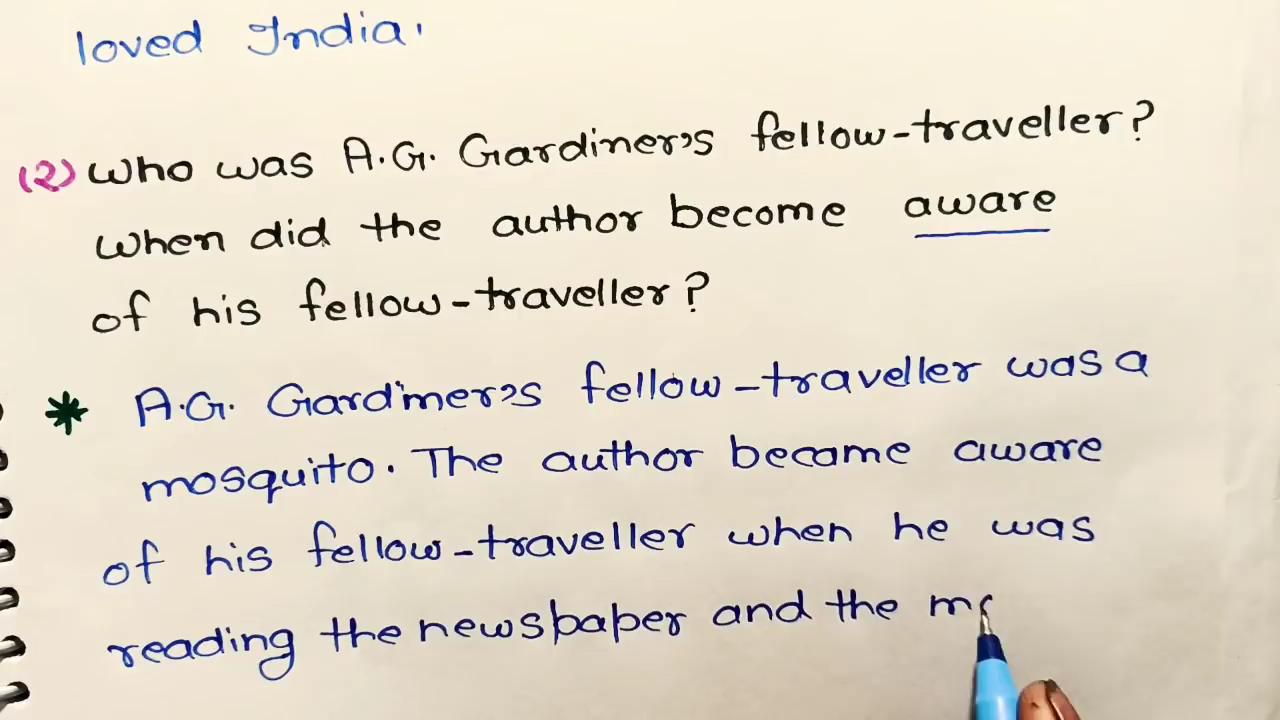 loved India.
(2) Who was A.G. Gardiner's fellow-traveller?
When did the author become aware
of his fellow-traveller?
* A.G. Gardiner's fellow-traveller was a
mosquito. The author became aware
of his fellow-traveller when he was
reading the newspaper and the mo